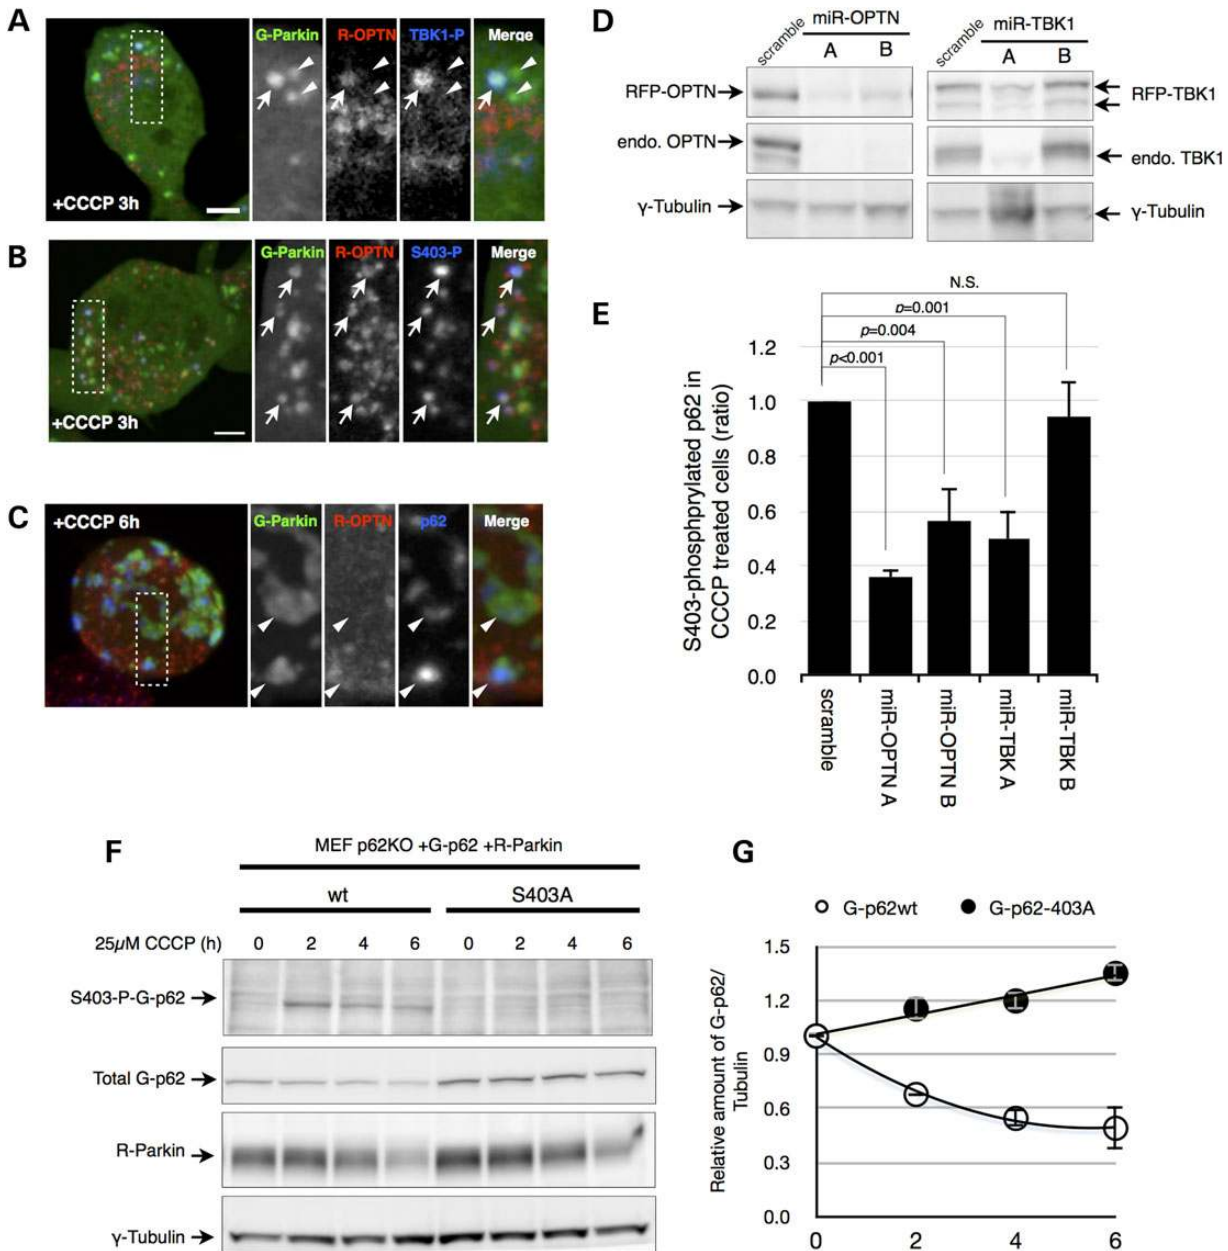 A
G-Parkin R-OPTN TBK1-P Merge
+CCCP 3h
B
G-Parkin R-OPTN S403-P Merge
+CCCP 3h
C
+CCCP 6h
G-Parkin R-OPTN p62 Merge
D
miR-OPTN
scramble A B
miR-TBK1
scramble A B
RFP-OPTN
RFP-TBK1
endo. OPTN
endo. TBK1
γ-Tubulin
γ-Tubulin
E
N.S.
p=0.001
p=0.004
p<0.001
S403-phosphprylated p62 in
CCCP treated cells (ratio)
1.2
1.0
0.8
0.6
0.4
0.2
0.0
scramble
miR-OPTN A
miR-OPTN B
miR-TBK A
miR-TBK B
F
MEF p62KO +G-p62 +R-Parkin
wt S403A
25µM CCCP (h) 0 2 4 6 0 2 4 6
S403-P-G-p62
Total G-p62
R-Parkin
γ-Tubulin
G
G-p62wt G-p62-403A
Relative amount of G-p62/
Tubulin
1.5
1.2
0.9
0.6
0.3
0.0
0 2 4 6